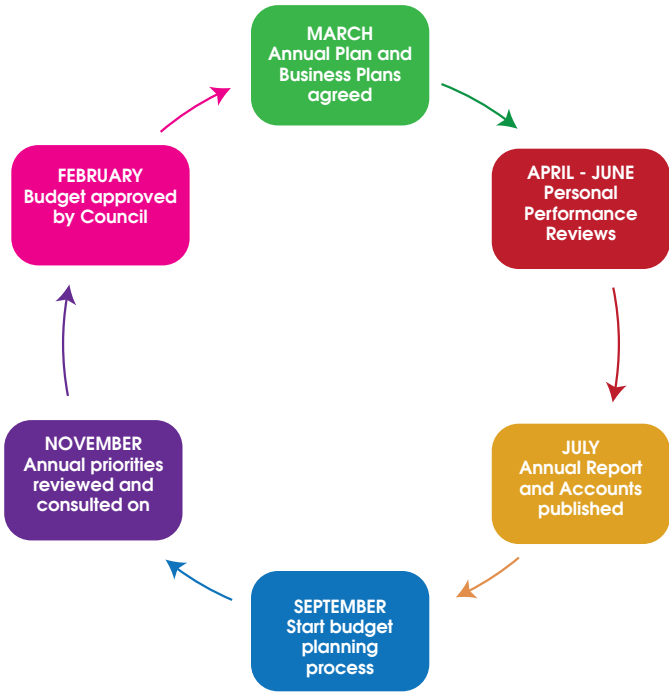 MARCH
Annual Plan and
Business Plans
agreed
APRIL - JUNE
Personal
Performance
Reviews
JULY
Annual Report
and Accounts
published
SEPTEMBER
Start budget
planning
process
NOVEMBER
Annual priorities
reviewed and
consulted on
FEBRUARY
Budget approved
by Council